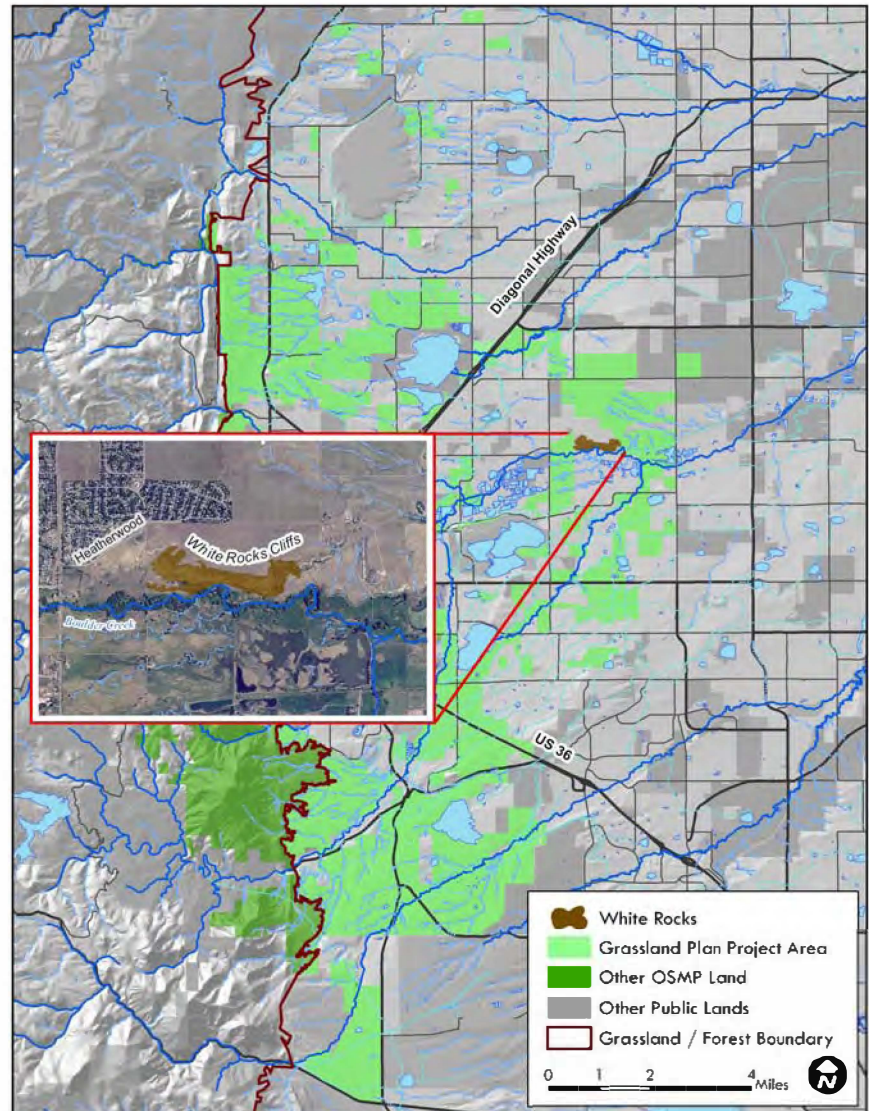 Diagonal Highway
Heatherwood
White Rocks Cliffs
Boulder Creek
US 36
White Rocks
Grassland Plan Project Area
Other OSMP Land
Other Public Lands
Grassland / Forest Boundary
0 1 2 4
Miles
N